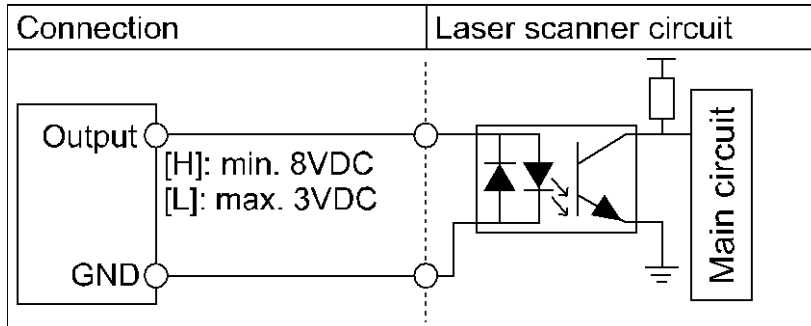 Connection
Laser scanner circuit
Output
[H]: min. 8VDC
[L]: max. 3VDC
GND
Main circuit